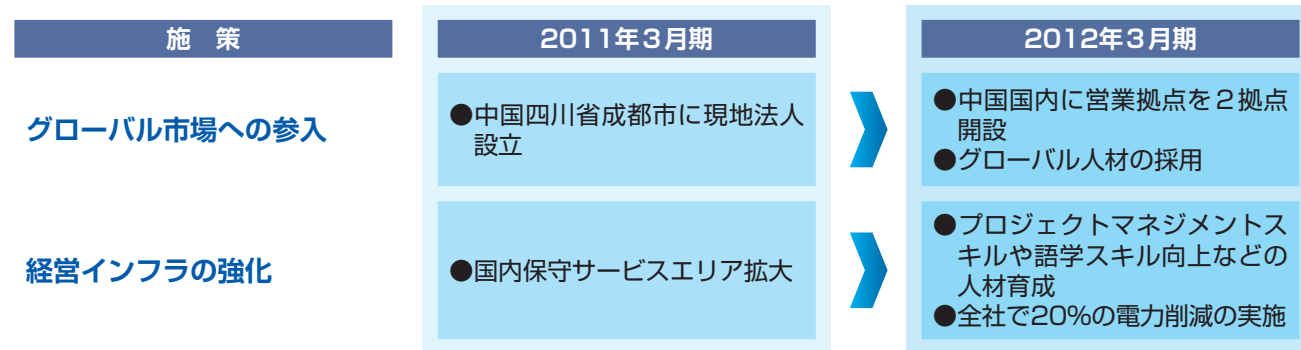 施　策
2011年3月期
2012年3月期
グローバル市場への参入
●中国四川省成都市に現地法人
設立
●中国国内に営業拠点を2拠点
開設
●グローバル人材の採用
経営インフラの強化
●国内保守サービスエリア拡大
●プロジェクトマネジメントス
キルや語学スキル向上などの
人材育成
●全社で20%の電力削減の実施